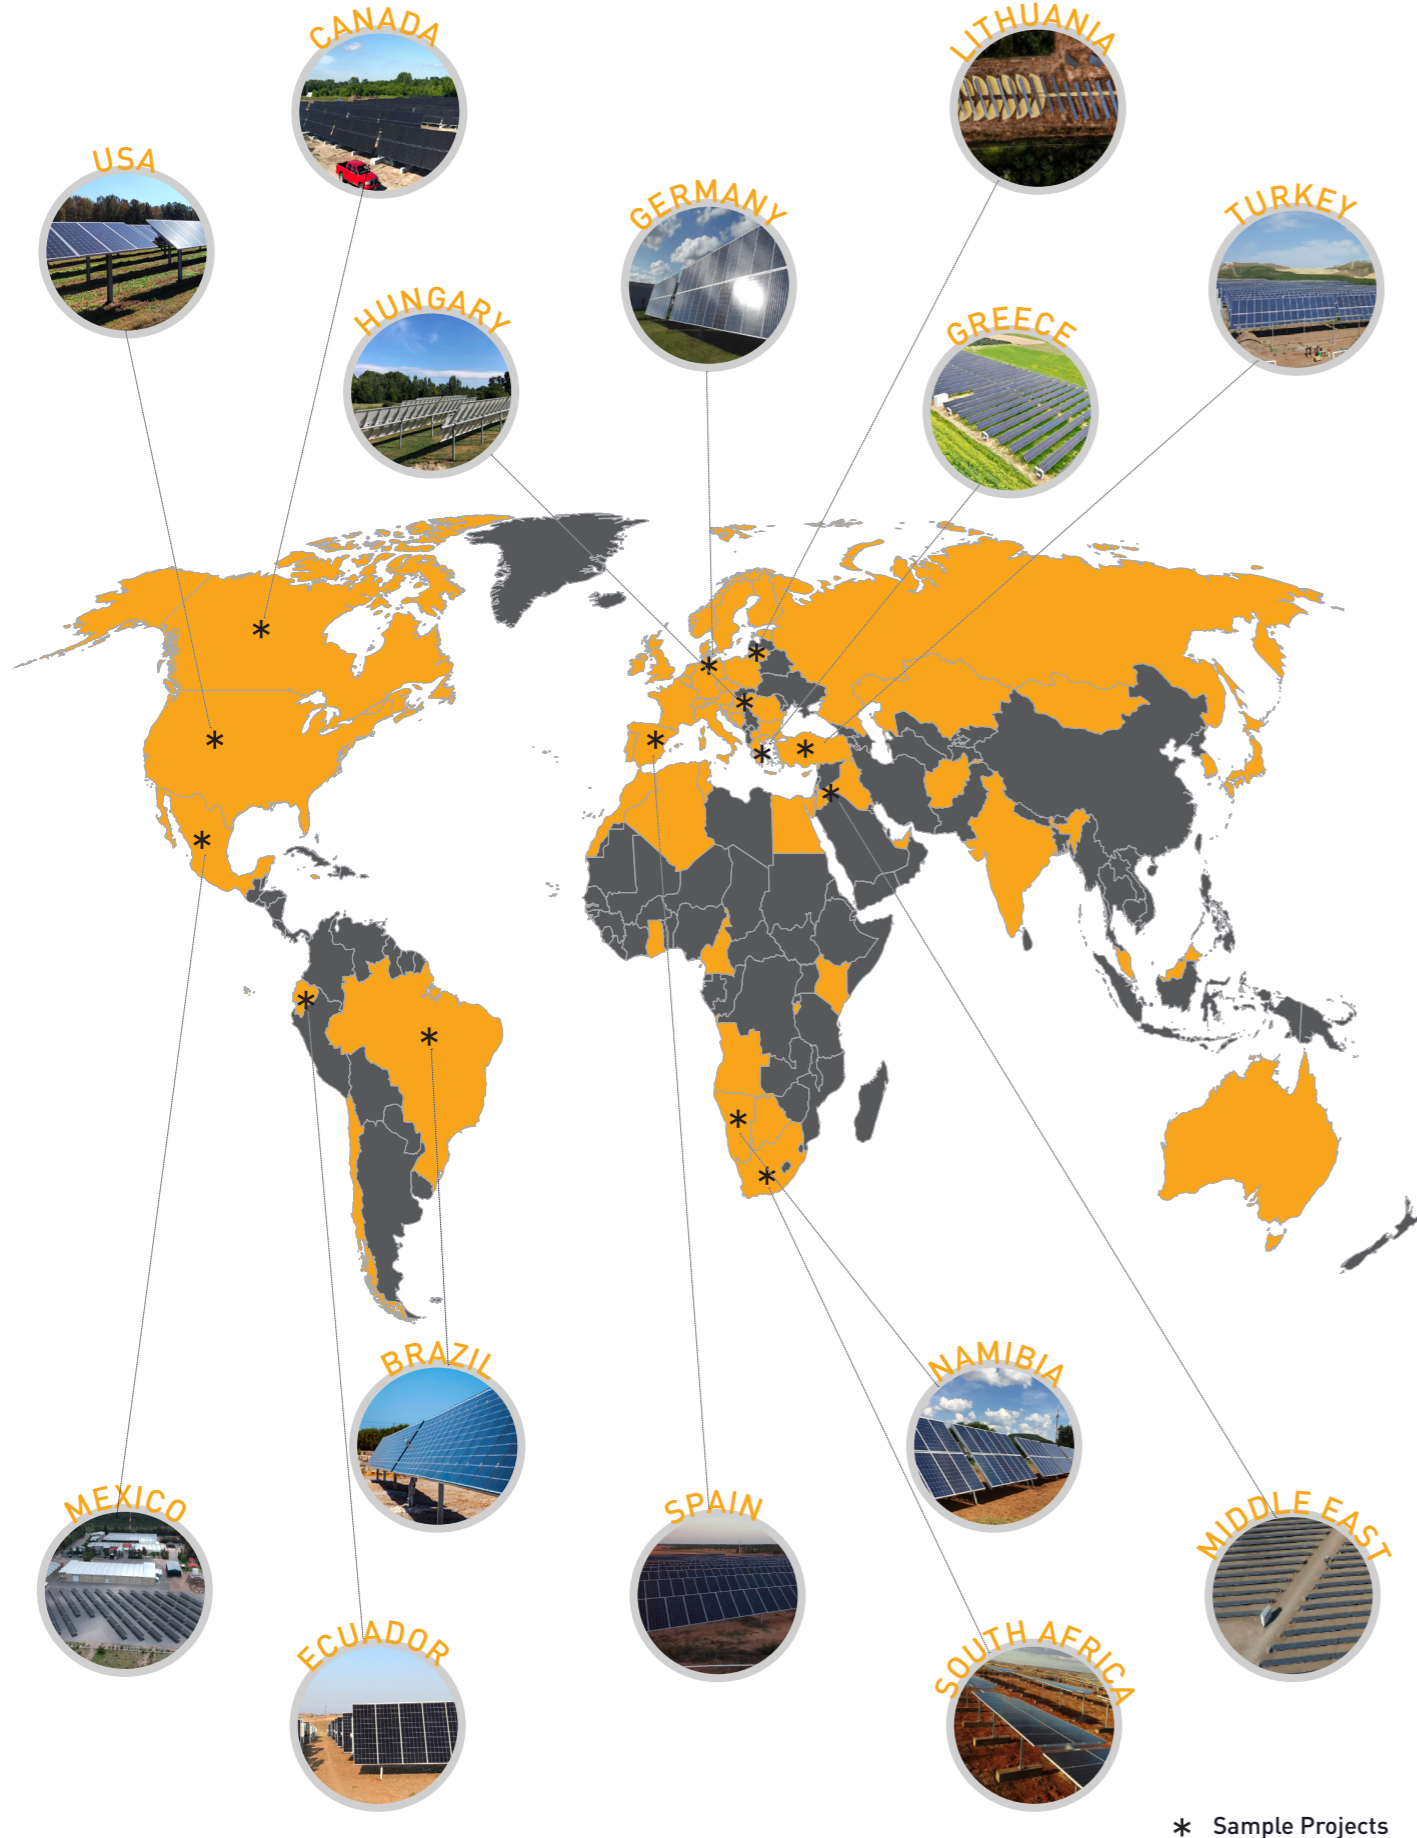 CANADA
LITHUANIA
USA
GERMANY
TURKEY
HUNGARY
GREECE
BRAZIL
NAMIBIA
MEXICO
SPAIN
MIDDLE EAST
ECUADOR
SOUTH AFRICA
* Sample Projects